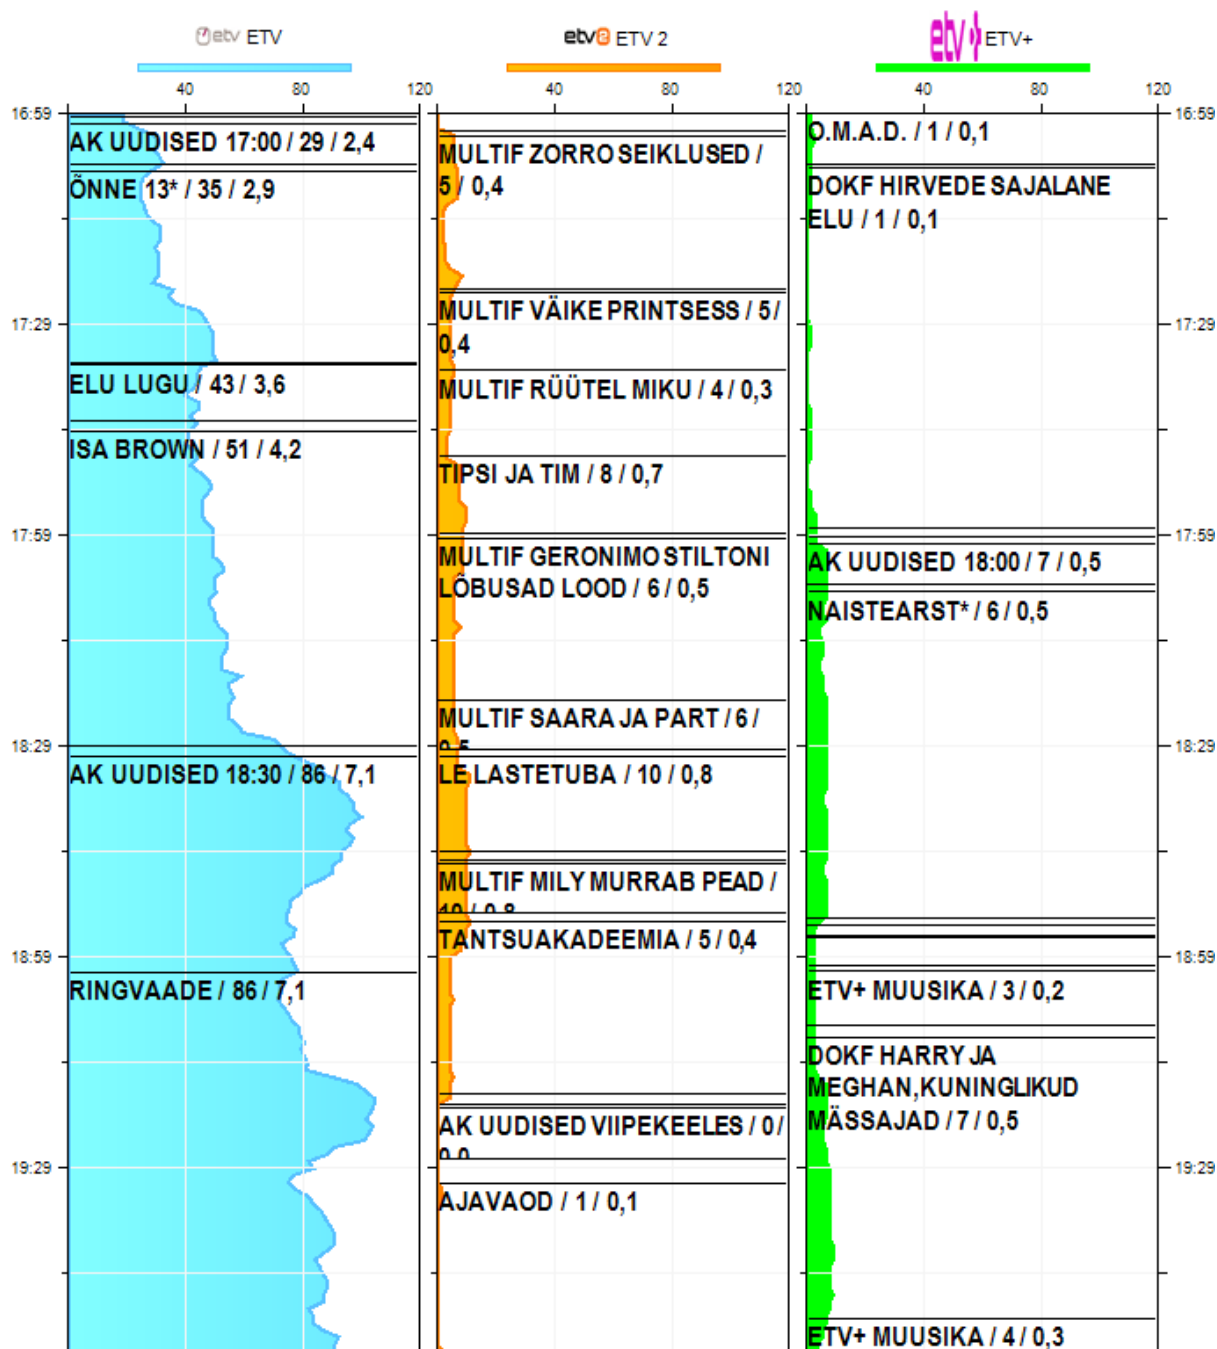 etv ETV
etv2 ETV 2
etv+ ETV+
40 80 120
40 80 120
40 80 120
16:59
17:29
17:59
18:29
18:59
19:29
AK UUDISED 17:00 / 29 / 2,4
ÕNNE 13* / 35 / 2,9
ELU LUGU / 43 / 3,6
ISA BROWN / 51 / 4,2
AK UUDISED 18:30 / 86 / 7,1
RINGVAADE / 86 / 7,1
MULTIF ZORRO SEIKLUSED /
5 / 0,4
MULTIF VÄIKE PRINTSESS / 5 /
0,4
MULTIF RÜÜTEL MIKU / 4 / 0,3
TIPSI JA TIM / 8 / 0,7
MULTIF GERONIMO STILTONI
LÕBUSAD LOOD / 6 / 0,5
MULTIF SAARA JA PART / 6 /
0,5
LE LASTETUBA / 10 / 0,8
MULTIF MILY MURRAB PEAD /
10 / 0,8
TANTSUAKADEEMIA / 5 / 0,4
AK UUDISED VIIPEKEELES / 0 /
0,0
AJAVAOD / 1 / 0,1
O.M.A.D. / 1 / 0,1
DOKF HIRVEDE SAJALANE
ELU / 1 / 0,1
AK UUDISED 18:00 / 7 / 0,5
NAISTEARST* / 6 / 0,5
ETV+ MUUSIKA / 3 / 0,2
DOKF HARRY JA
MEGHAN,KUNINGLIKUD
MÄSSAJAD / 7 / 0,5
ETV+ MUUSIKA / 4 / 0,3
16:59
17:29
17:59
18:29
18:59
19:29